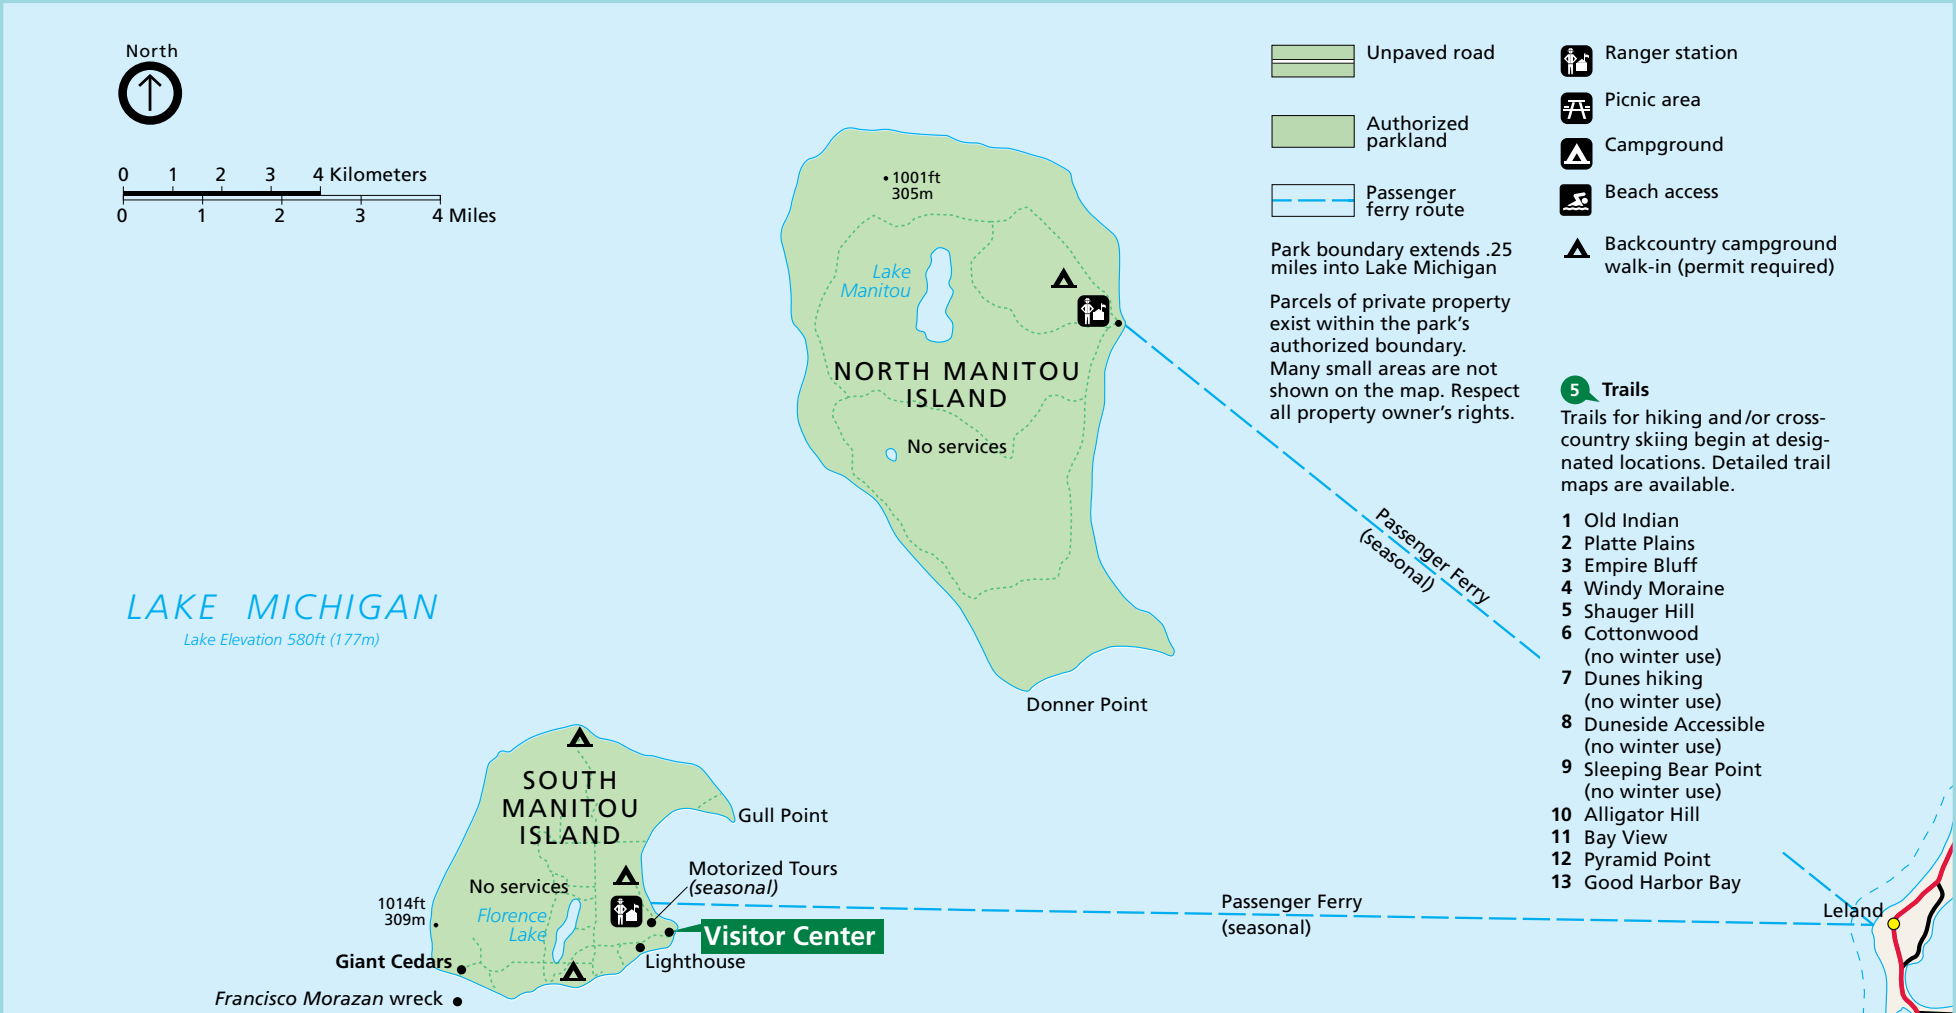 North
0 1 2 3 4 Kilometers
0 1 2 3 4 Miles
Unpaved road
Authorized
parkland
Passenger
ferry route
Park boundary extends .25
miles into Lake Michigan
Parcels of private property
exist within the park's
authorized boundary.
Many small areas are not
shown on the map. Respect
all property owner's rights.
Ranger station
Picnic area
Campground
Beach access
Backcountry campground
walk-in (permit required)
5 Trails
Trails for hiking and/or cross-
country skiing begin at desig-
nated locations. Detailed trail
maps are available.
1 Old Indian
2 Platte Plains
3 Empire Bluff
4 Windy Moraine
5 Shauger Hill
6 Cottonwood
(no winter use)
7 Dunes hiking
(no winter use)
8 Duneside Accessible
(no winter use)
9 Sleeping Bear Point
(no winter use)
10 Alligator Hill
11 Bay View
12 Pyramid Point
13 Good Harbor Bay
1001ft
305m
Lake
Manitou
NORTH MANITOU
ISLAND
No services
Passenger Ferry
(seasonal)
Donner Point
LAKE MICHIGAN
Lake Elevation 580ft (177m)
SOUTH
MANITOU
ISLAND
Gull Point
Motorized Tours
(seasonal)
No services
1014ft
309m
Florence
Lake
Visitor Center
Giant Cedars
Lighthouse
Francisco Morazan wreck
Passenger Ferry
(seasonal)
Leland